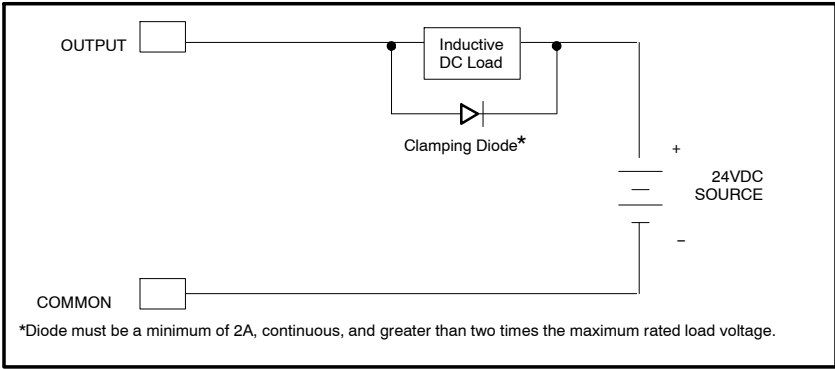 OUTPUT
Inductive
DC Load
Clamping Diode*
+
24VDC
SOURCE
−
COMMON
*Diode must be a minimum of 2A, continuous, and greater than two times the maximum rated load voltage.